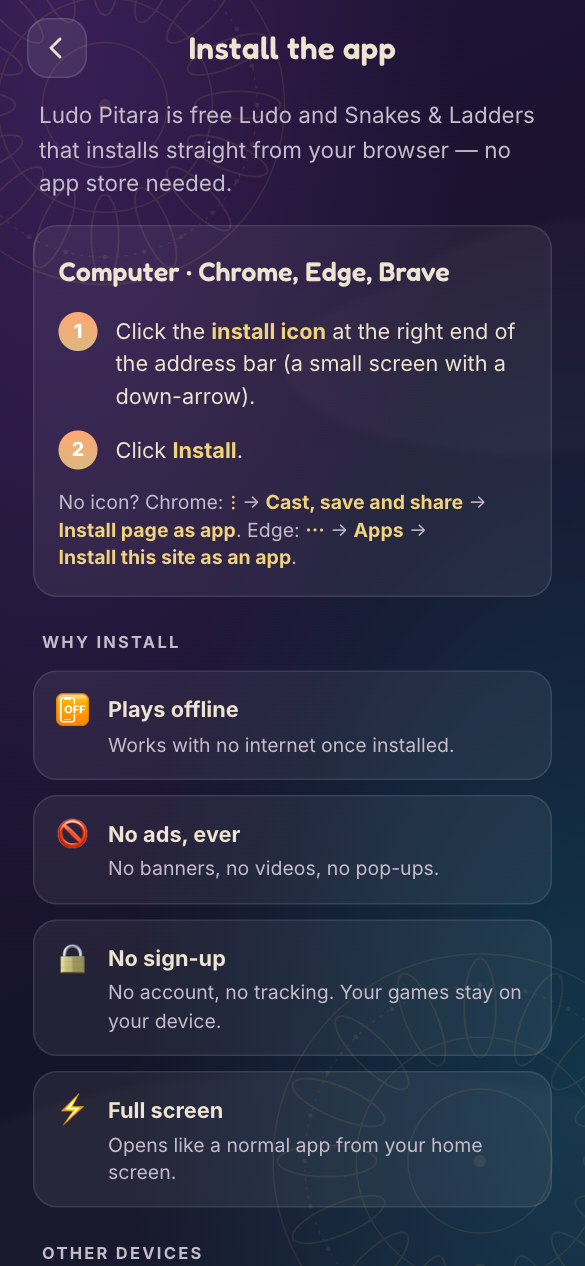 Install the app
Ludo Pitara is free Ludo and Snakes & Ladders
that installs straight from your browser — no
app store needed.
Computer · Chrome, Edge, Brave
1 Click the install icon at the right end of
the address bar (a small screen with a
down-arrow).
2 Click Install.
No icon? Chrome: ⋮ → Cast, save and share →
Install page as app. Edge: ··· → Apps →
Install this site as an app.
WHY INSTALL
OFF
Plays offline
Works with no internet once installed.
No ads, ever
No banners, no videos, no pop-ups.
No sign-up
No account, no tracking. Your games stay on
your device.
Full screen
Opens like a normal app from your home
screen.
OTHER DEVICES